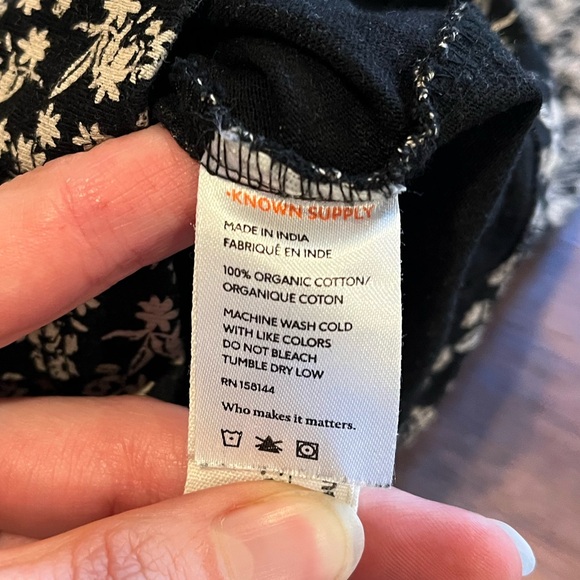 KNOWN SUPPLY
MADE IN INDIA
FABRIQUÉ EN INDE
100% ORGANIC COTTON/
ORGANIQUE COTON
MACHINE WASH COLD
WITH LIKE COLORS
DO NOT BLEACH
TUMBLE DRY LOW
RN 158144
Who makes it matters.